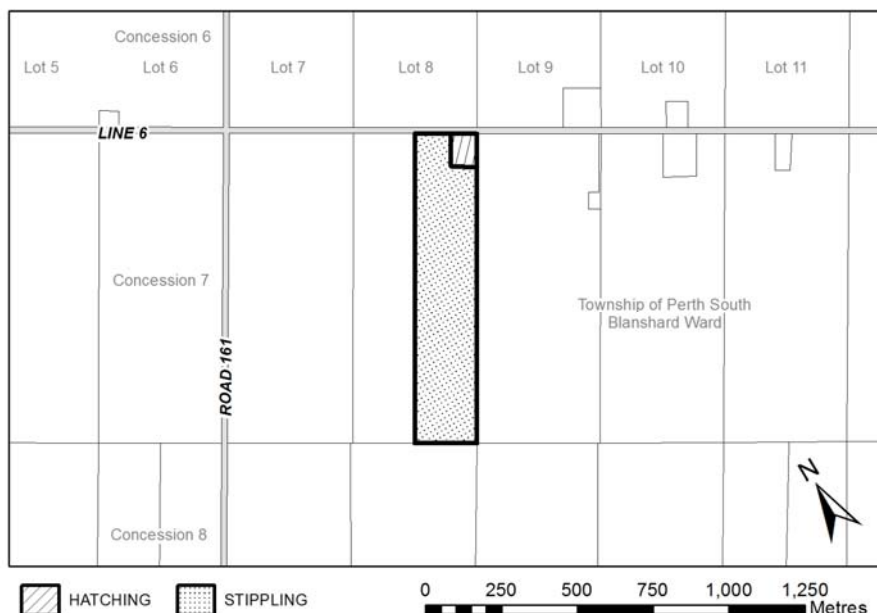 Concession 6
Lot 5 Lot 6 Lot 7 Lot 8 Lot 9 Lot 10 Lot 11
LINE 6
Concession 7
Township of Perth South
Blanshard Ward
ROAD 161
N
Concession 8
HATCHING STIPPLING
0 250 500 750 1,000 1,250
Metres